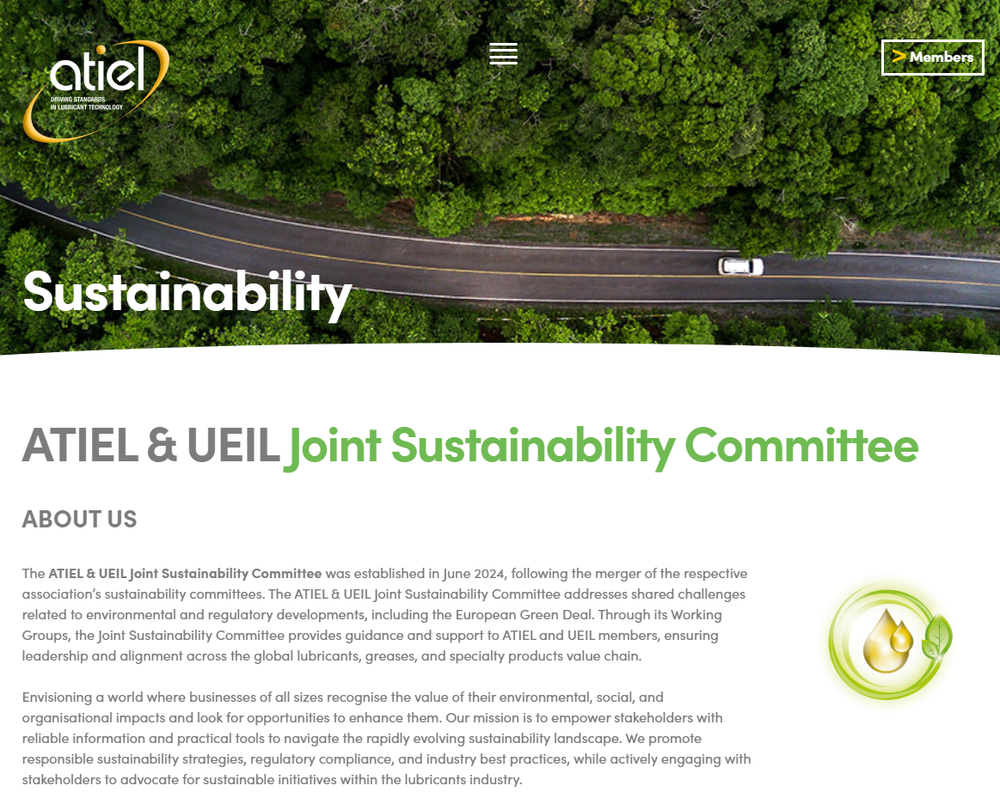 atiel
DRIVING STANDARDS
IN LUBRICANT TECHNOLOGY
> Members
Sustainability
ATIEL & UEIL Joint Sustainability Committee
ABOUT US
The ATIEL & UEIL Joint Sustainability Committee was established in June 2024, following the merger of the respective
association’s sustainability committees. The ATIEL & UEIL Joint Sustainability Committee addresses shared challenges
related to environmental and regulatory developments, including the European Green Deal. Through its Working
Groups, the Joint Sustainability Committee provides guidance and support to ATIEL and UEIL members, ensuring
leadership and alignment across the global lubricants, greases, and specialty products value chain.
Envisioning a world where businesses of all sizes recognise the value of their environmental, social, and
organisational impacts and look for opportunities to enhance them. Our mission is to empower stakeholders with
reliable information and practical tools to navigate the rapidly evolving sustainability landscape. We promote
responsible sustainability strategies, regulatory compliance, and industry best practices, while actively engaging with
stakeholders to advocate for sustainable initiatives within the lubricants industry.